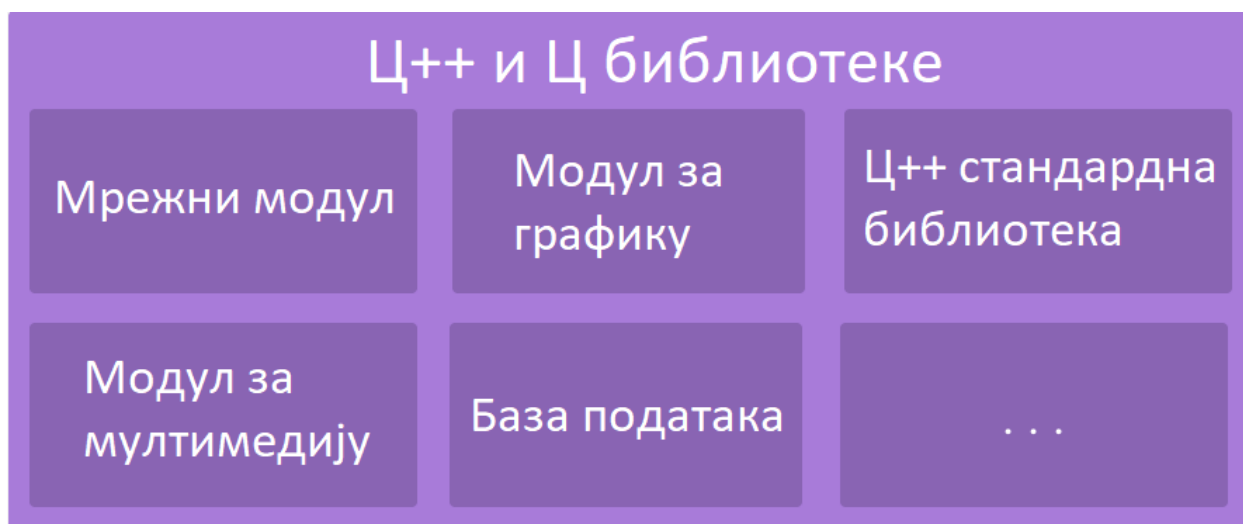 Ц++ и Ц библиотеке
Мрежни модул
Модул за
графику
Ц++ стандардна
библиотека
Модул за
мултимедију
База података
. . .